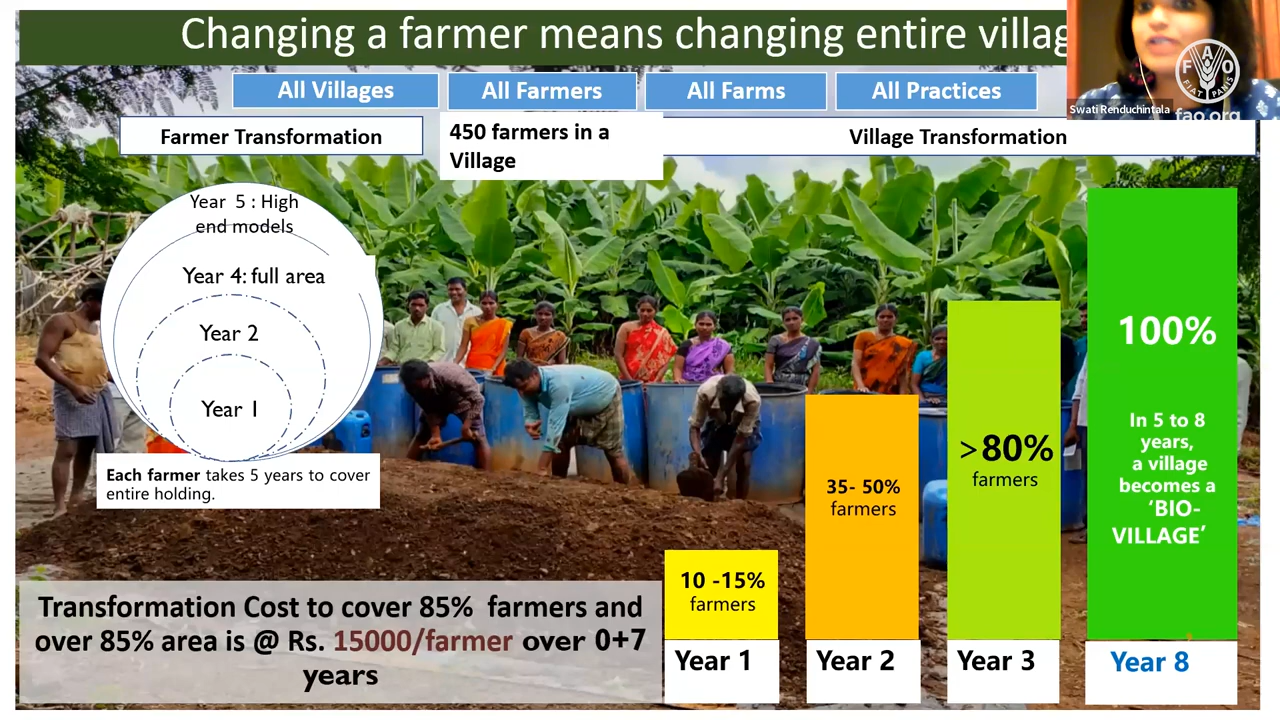 Changing a farmer means changing entire villag
All Villages
All Farmers
All Farms
All Practices
Swati Renduchintala
F A O
FIAT PANIS
fao.org
Farmer Transformation
450 farmers in a
Village
Village Transformation
Year 5 : High
end models
Year 4: full area
Year 2
Year 1
Each farmer takes 5 years to cover
entire holding.
100%
In 5 to 8
years,
a village
becomes a
‘BIO-
VILLAGE’
>80%
farmers
35- 50%
farmers
10 -15%
farmers
Transformation Cost to cover 85% farmers and
over 85% area is @ Rs. 15000/farmer over 0+7
years
Year 1
Year 2
Year 3
Year 8